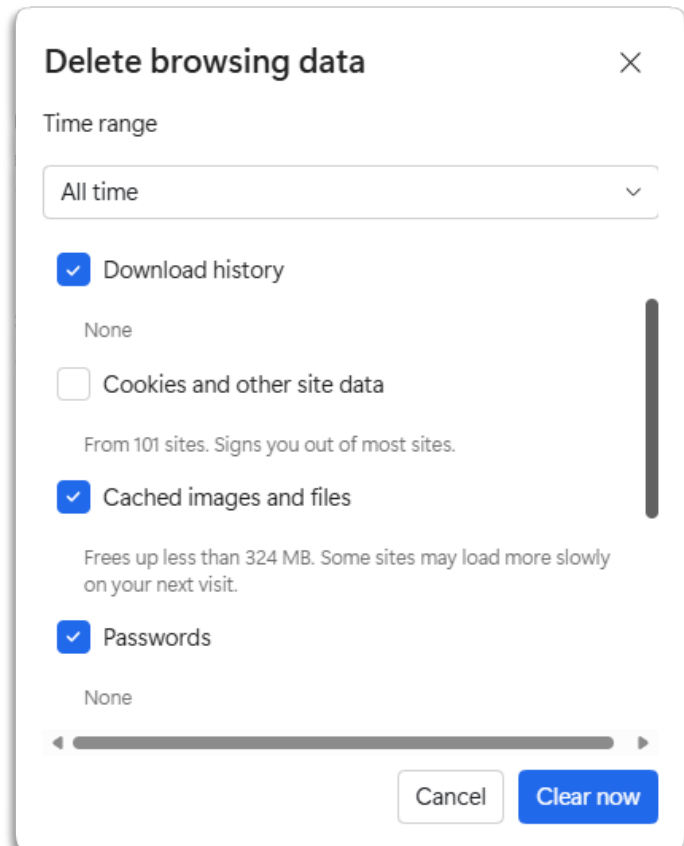 Delete browsing data
Time range
All time
Download history
None
Cookies and other site data
From 101 sites. Signs you out of most sites.
Cached images and files
Frees up less than 324 MB. Some sites may load more slowly
on your next visit.
Passwords
None
Cancel
Clear now